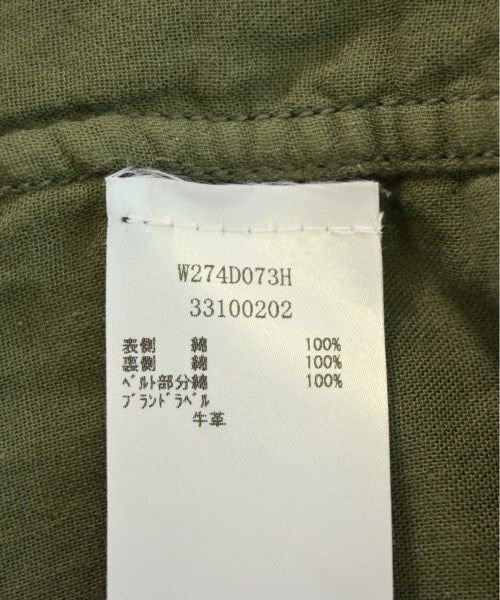 W274D073H
33100202
表側 綿 100%
裏側 綿 100%
ﾍﾞﾙﾄ部分綿 100%
ﾌﾞﾗﾝﾄﾞﾗﾍﾞﾙ
牛革